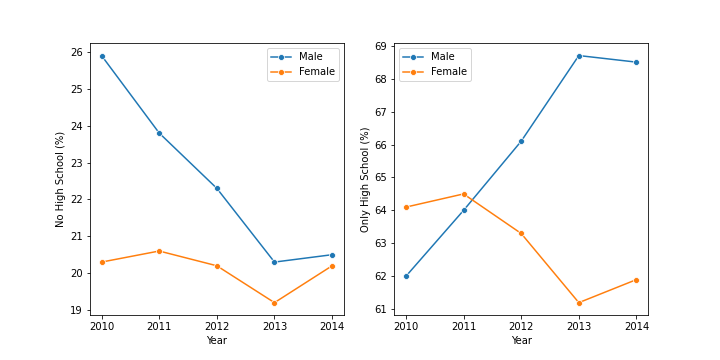 No High School (%)
26
25
24
23
22
21
20
19
Male
Female
2010 2011 2012 2013 2014
Year
Only High School (%)
69
68
67
66
65
64
63
62
61
Male
Female
2010 2011 2012 2013 2014
Year